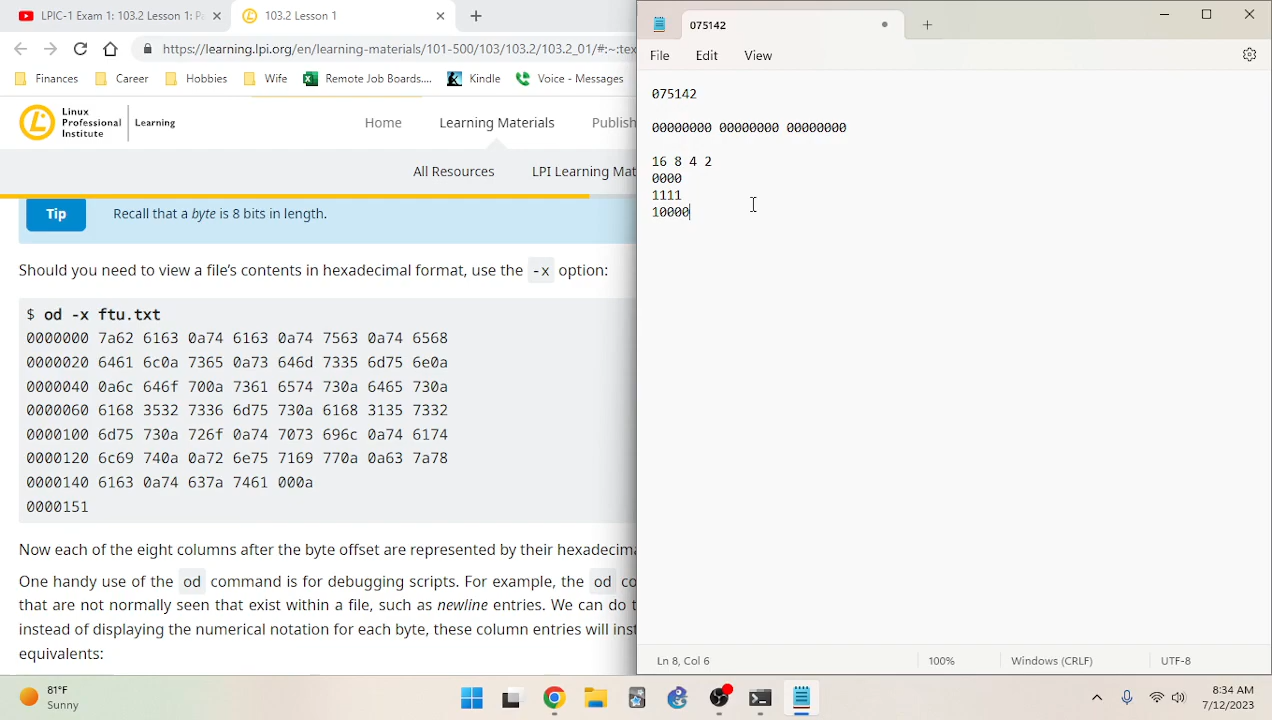 LPIC-1 Exam 1: 103.2 Lesson 1: Pa
103.2 Lesson 1
https://learning.lpi.org/en/learning-materials/101-500/103/103.2/103.2_01/#:~:tex
Finances
Career
Hobbies
Wife
Remote Job Boards....
Kindle
Voice - Messages
Linux
Professional
Institute
Learning
Home
Learning Materials
Publish
All Resources
LPI Learning Mat
Tip
Recall that a byte is 8 bits in length.
Should you need to view a file's contents in hexadecimal format, use the -x option:
$ od -x ftu.txt
0000000 7a62 6163 0a74 6163 0a74 7563 0a74 6568
0000020 6461 6c0a 7365 0a73 646d 7335 6d75 6e0a
0000040 0a6c 646f 700a 7361 6574 730a 6465 730a
0000060 6168 3532 7336 6d75 730a 6168 3135 7332
0000100 6d75 730a 726f 0a74 7073 696c 0a74 6174
0000120 6c69 740a 0a72 6e75 7169 770a 0a63 7a78
0000140 6163 0a74 637a 7461 000a
0000151
Now each of the eight columns after the byte offset are represented by their hexadecima
One handy use of the od command is for debugging scripts. For example, the od co
that are not normally seen that exist within a file, such as newline entries. We can do t
instead of displaying the numerical notation for each byte, these column entries will inst
equivalents:
075142
File Edit View
075142
00000000 00000000 00000000
16 8 4 2
0000
1111
10000
Ln 8, Col 6
100%
Windows (CRLF)
UTF-8
81°F
Sunny
8:34 AM
7/12/2023